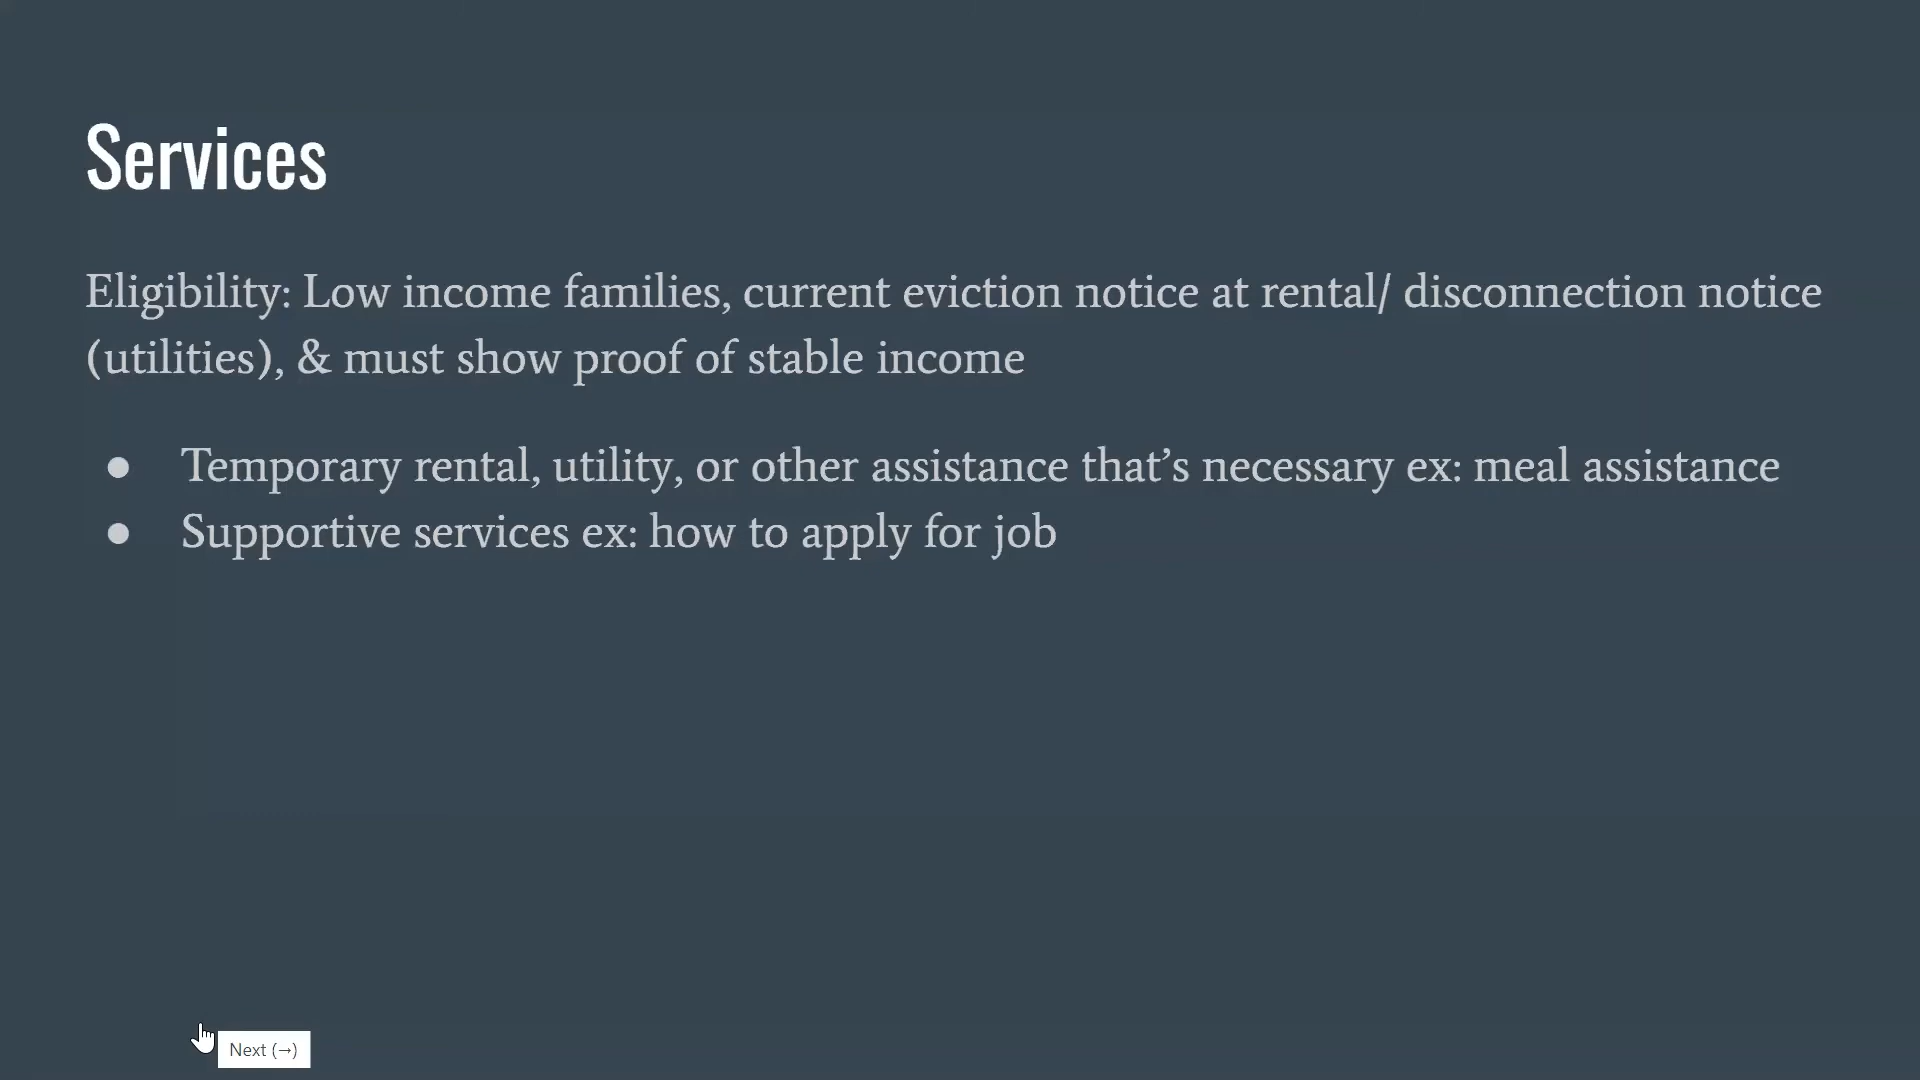 Services
Eligibility: Low income families, current eviction notice at rental/ disconnection notice
(utilities), & must show proof of stable income
● Temporary rental, utility, or other assistance that’s necessary ex: meal assistance
● Supportive services ex: how to apply for job
Next (→)